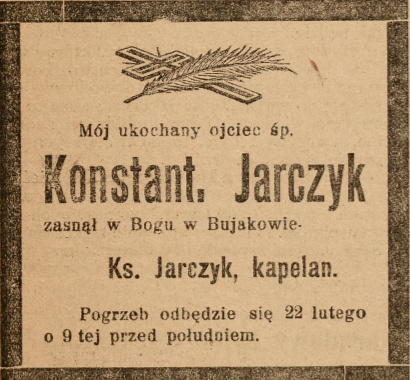 Mój ukochany ojciec śp.
Konstant. Jarczyk
zasnął w Bogu w Bujakowie.
Ks. Jarczyk, kapelan.
Pogrzeb odbędzie się 22 lutego
o 9 tej przed południem.